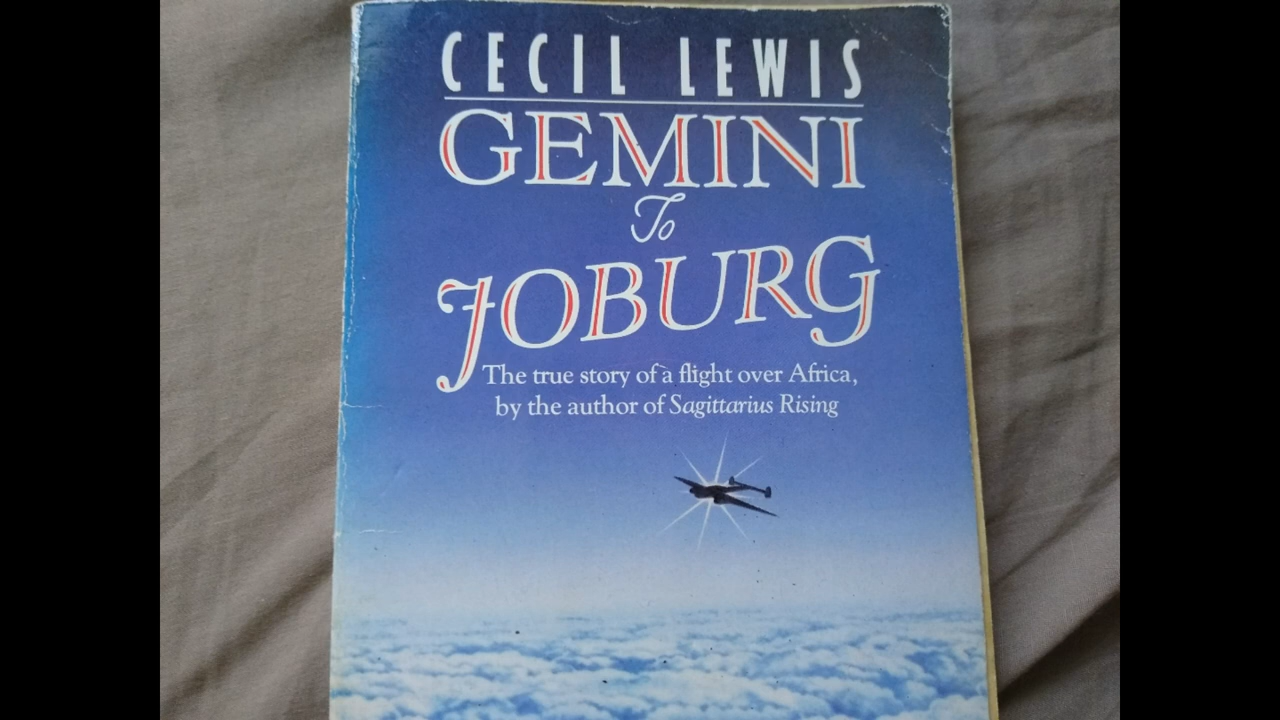 CECIL LEWIS
GEMINI
To
JOBURG
The true story of a flight over Africa,
by the author of Sagittarius Rising